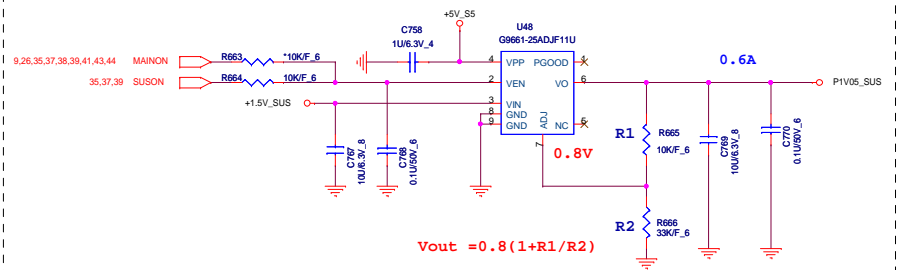 +5V_S5
C758
1U/6.3V_4
U48
G9661-25ADJF11U
9,26,35,37,38,39,41,43,44 MAINON R663 *10K/F_6
4 VPP PGOOD 1
0.6A
35,37,39 SUSON R664 10K/F_6
2 VEN VO 6
P1V05_SUS
+1.5V_SUS
3 VIN
8 GND
9 GND ADJ NC 5
7
C767
10U/6.3V_8
C768
0.1U/50V_6
0.8V
R1 R665
10K/F_6
C769
10U/6.3V_8
C770
0.1U/50V_6
R2 R666
33K/F_6
Vout =0.8(1+R1/R2)